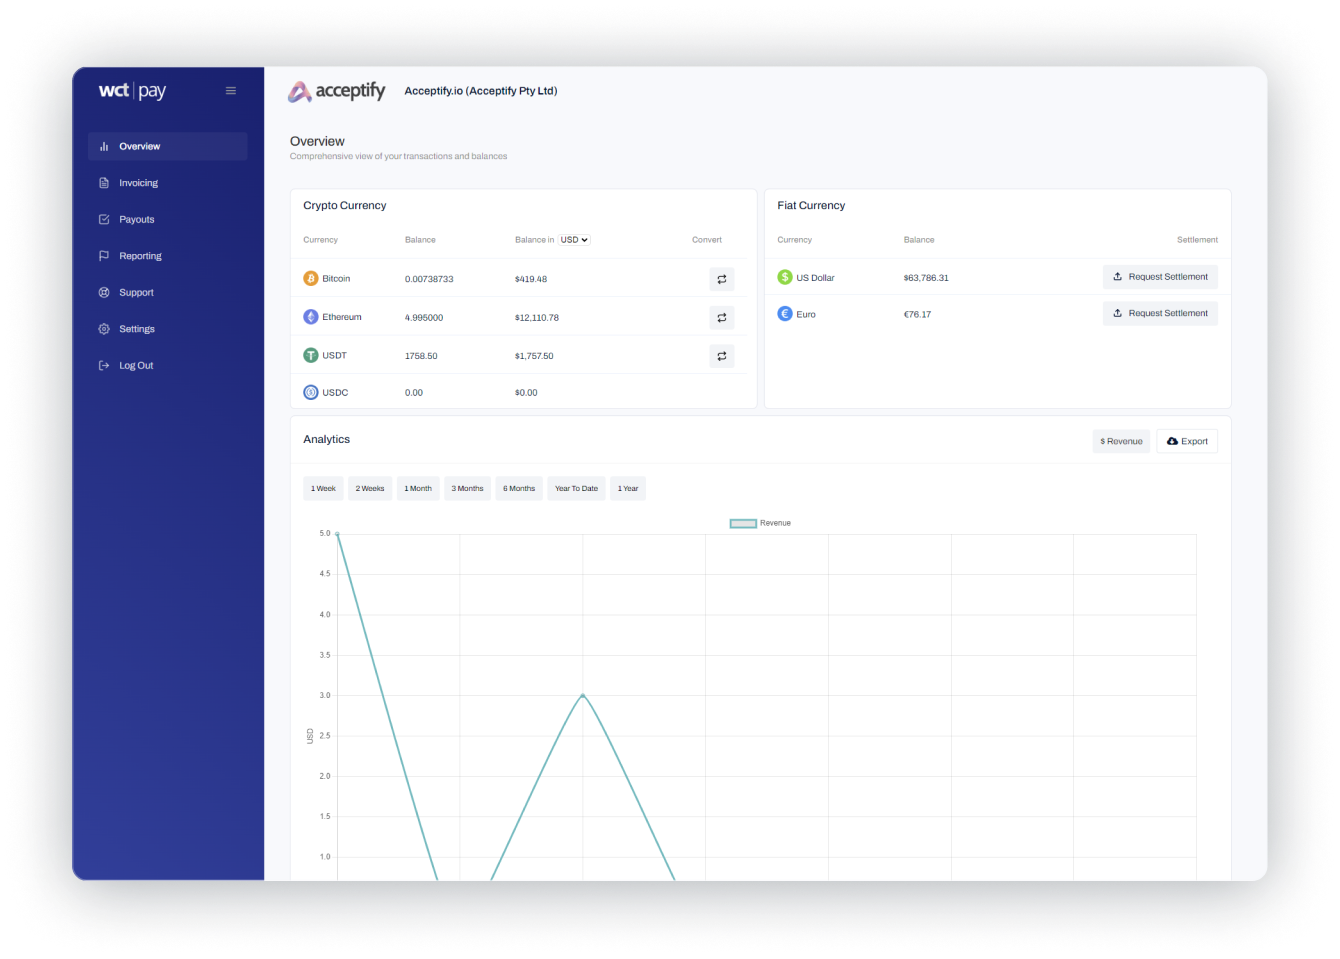 wct | pay
acceptify
Acceptify.io (Acceptify Pty Ltd)
Overview
Invoicing
Payouts
Reporting
Support
Settings
Log Out
Overview
Comprehensive view of your transactions and balances
Crypto Currency
Currency Balance Balance in USD Convert
Bitcoin 0.00738733 $419.48
Ethereum 4.995000 $12,110.78
USDT 1758.50 $1,757.50
USDC 0.00 $0.00
Fiat Currency
Currency Balance Settlement
US Dollar $63,786.31 Request Settlement
Euro €76.17 Request Settlement
Analytics
$ Revenue Export
1 Week 2 Weeks 1 Month 3 Months 6 Months Year To Date 1 Year
Revenue
5.0
4.5
4.0
3.5
3.0
USD
2.5
2.0
1.5
1.0